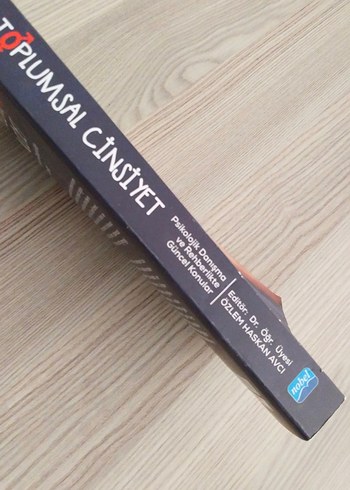 TOPLUMSAL CİNSİYET
Psikolojik Danışma
ve Rehberlikte
Güncel Konular
Editör: Dr. Öğr. Üyesi
ÖZLEM HASKAN AVCI
nobel